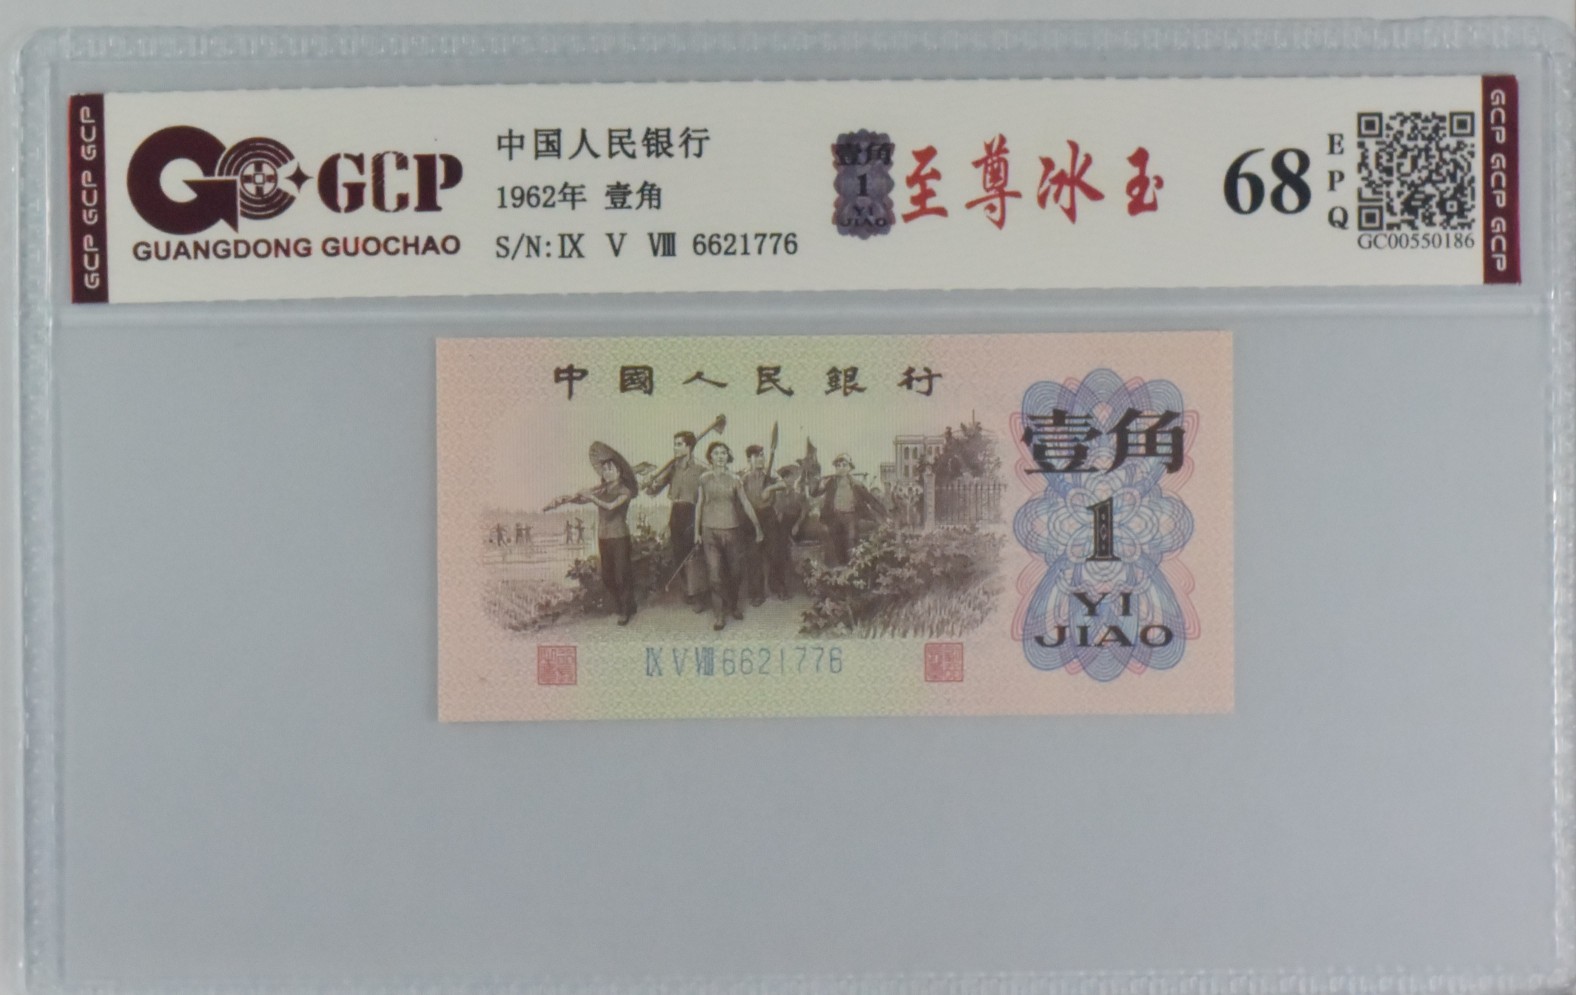 GCP GCP GCP
GCP
GUANGDONG GUOCHAO
中国人民银行
1962年 壹角
S/N:Ⅸ Ⅴ Ⅷ 6621776
壹角
1
YI
JIAO
至尊冰玉
68
EPQ
GC00550186
GCP GCP GCP
中國人民銀行
壹角
1
YI
JIAO
Ⅸ Ⅴ Ⅷ 6621776